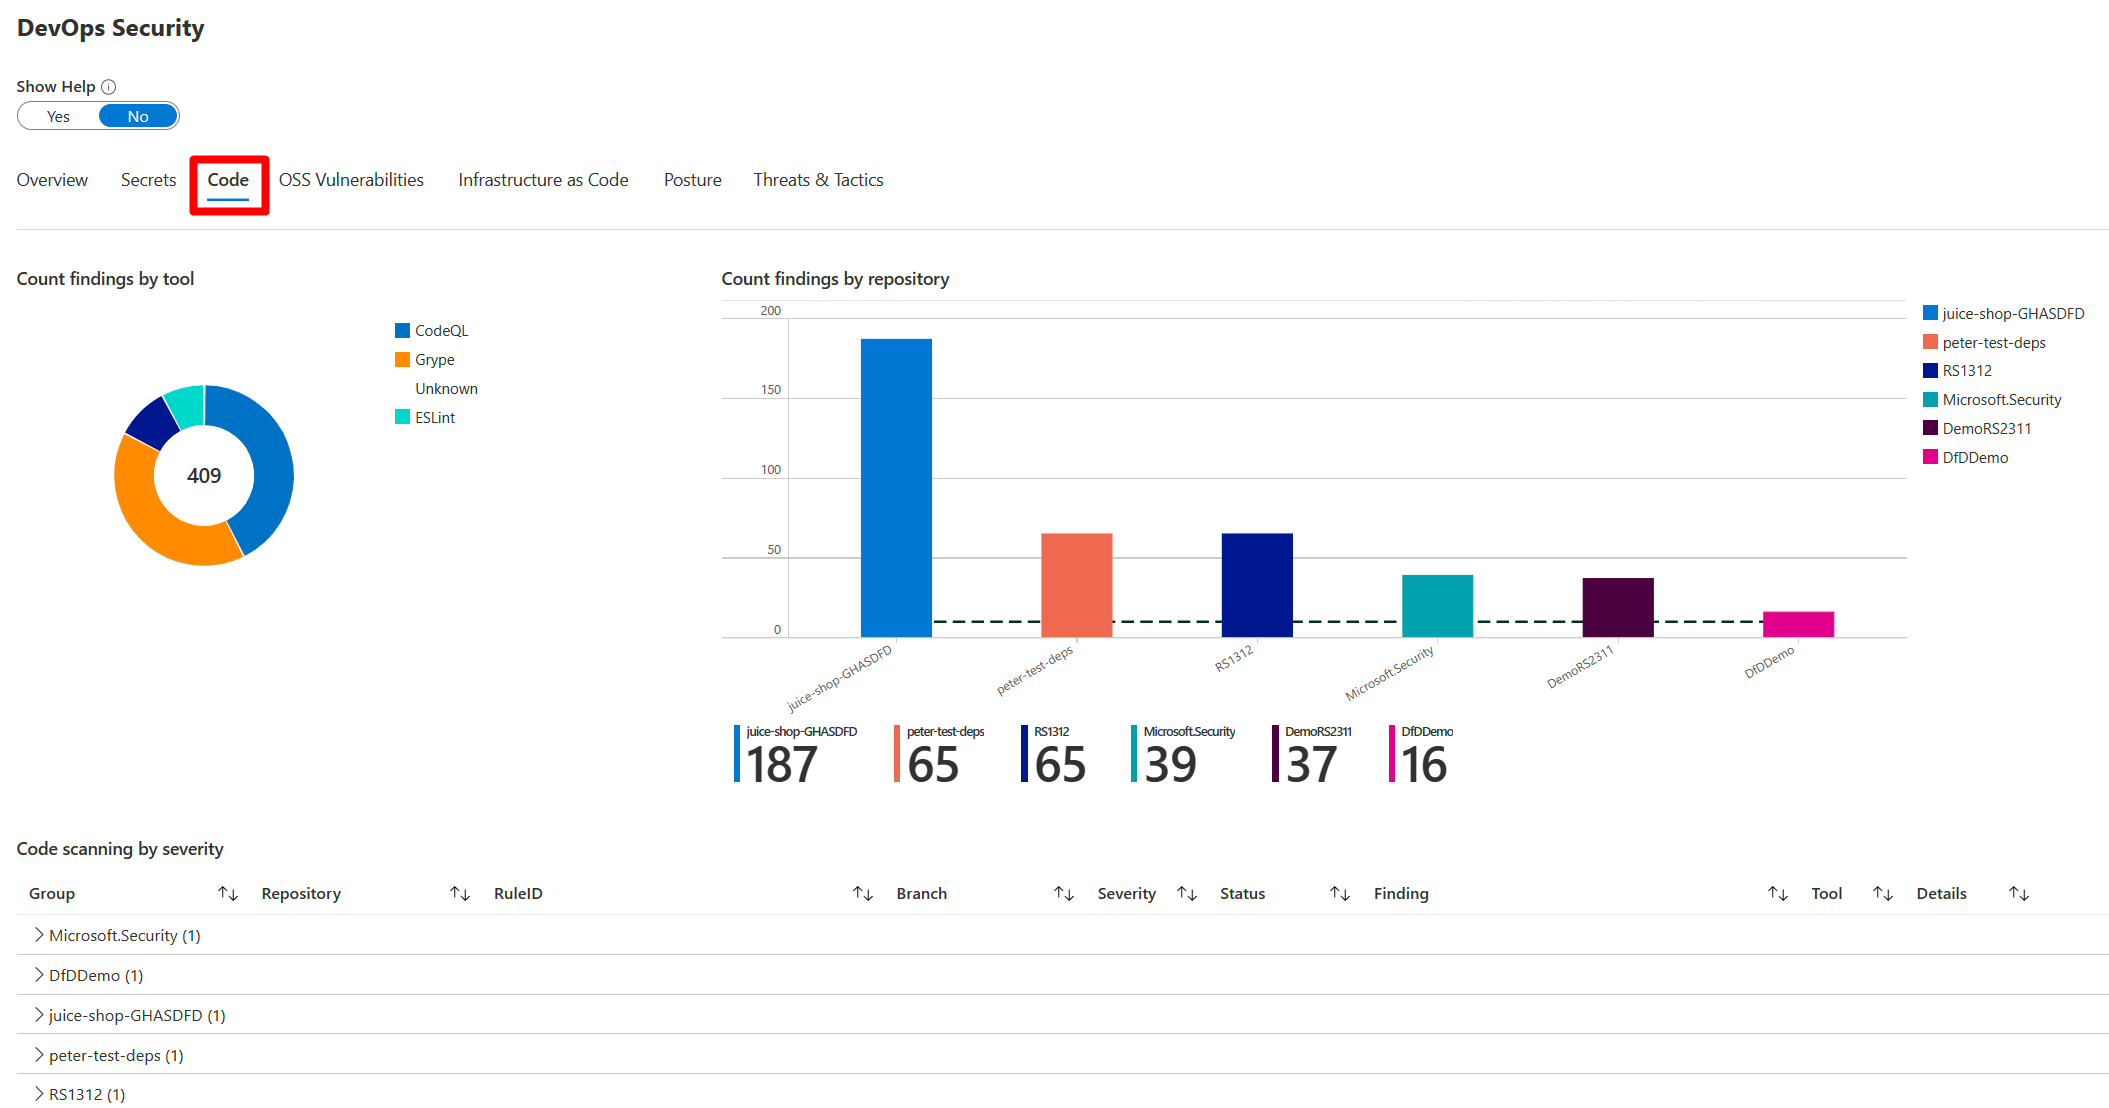 DevOps Security
Show Help
Yes No
Overview Secrets Code OSS Vulnerabilities Infrastructure as Code Posture Threats & Tactics
Count findings by tool
CodeQL
Grype
Unknown
ESLint
409
Count findings by repository
200
150
100
50
0
juice-shop-GHASDFD
peter-test-deps
RS1312
Microsoft.Security
DemoRS2311
DfDDemo
juice-shop-GHASDFD
peter-test-deps
RS1312
Microsoft.Security
DemoRS2311
DfDDemo
juice-shop-GHASDFD peter-test-deps RS1312 Microsoft.Security DemoRS2311 DfDDemo
187 65 65 39 37 16
Code scanning by severity
Group Repository RuleID Branch Severity Status Finding Tool Details
Microsoft.Security (1)
DfDDemo (1)
juice-shop-GHASDFD (1)
peter-test-deps (1)
RS1312 (1)